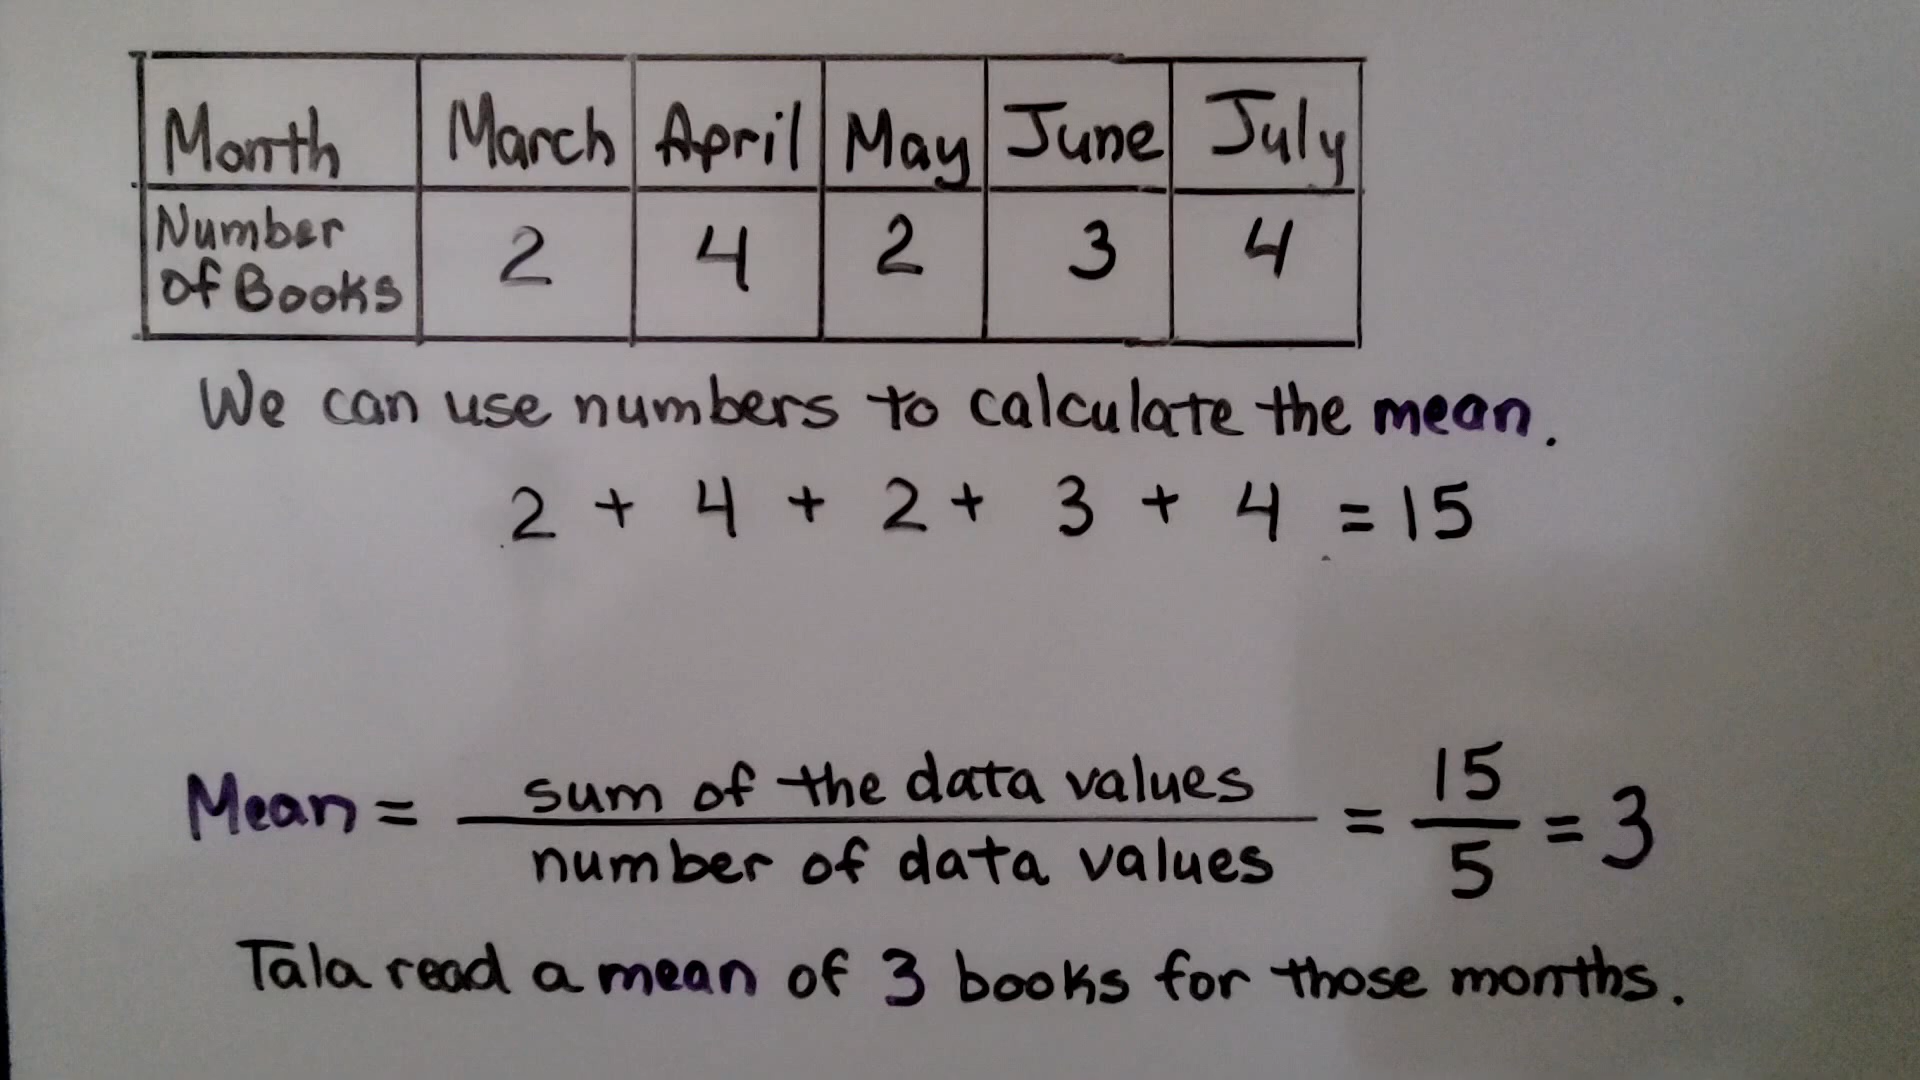 Month March April May June July
Number of Books 2 4 2 3 4
We can use numbers to calculate the mean.
2 + 4 + 2 + 3 + 4 = 15
Mean = sum of the data values / number of data values = 15/5 = 3
Tala read a mean of 3 books for those months.